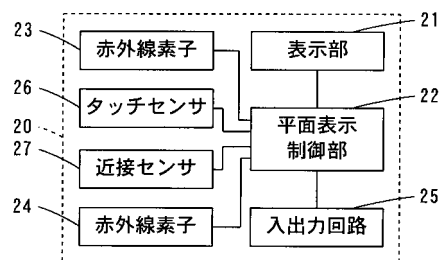 23
赤外線素子
21
表示部
26
タッチセンサ
22
平面表示
制御部
20
27
近接センサ
24
赤外線素子
25
入出力回路